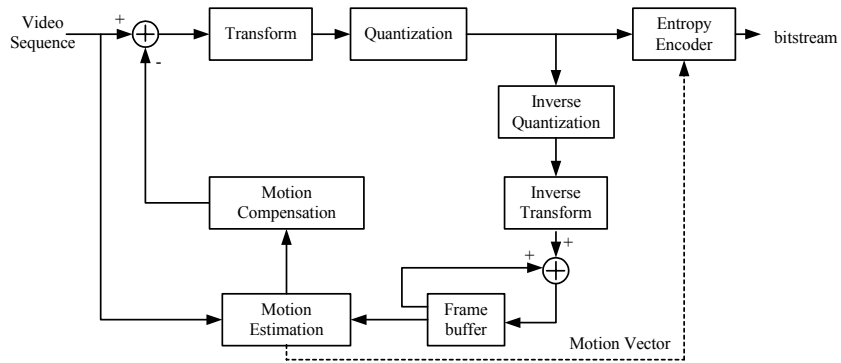 Video
Sequence
+
-
Transform
Quantization
Entropy
Encoder
bitstream
Inverse
Quantization
Motion
Compensation
Inverse
Transform
+
+
Motion
Estimation
Frame
buffer
Motion Vector